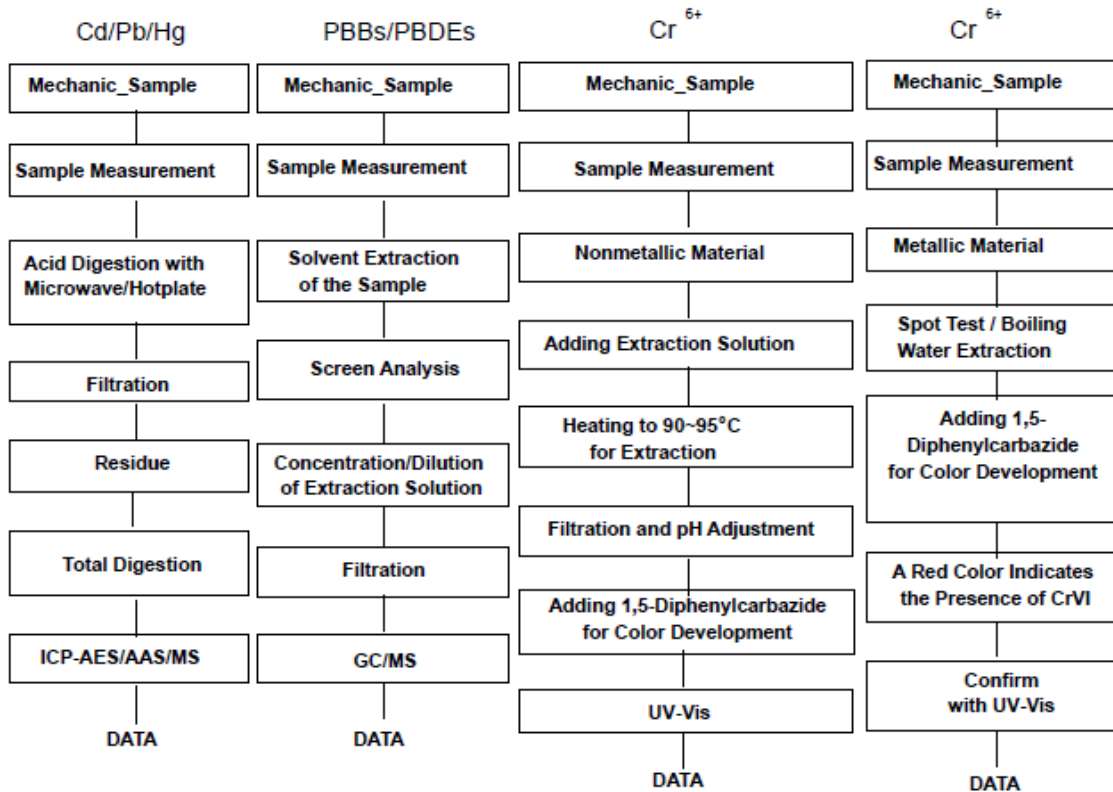 Cd/Pb/Hg
Mechanic_Sample
Sample Measurement
Acid Digestion with
Microwave/Hotplate
Filtration
Residue
Total Digestion
ICP-AES/AAS/MS
DATA
PBBs/PBDEs
Mechanic_Sample
Sample Measurement
Solvent Extraction
of the Sample
Screen Analysis
Concentration/Dilution
of Extraction Solution
Filtration
GC/MS
DATA
Cr 6+
Mechanic_Sample
Sample Measurement
Nonmetallic Material
Adding Extraction Solution
Heating to 90~95°C
for Extraction
Filtration and pH Adjustment
Adding 1,5-Diphenylcarbazide
for Color Development
UV-Vis
DATA
Cr 6+
Mechanic_Sample
Sample Measurement
Metallic Material
Spot Test / Boiling
Water Extraction
Adding 1,5-
Diphenylcarbazide
for Color Development
A Red Color Indicates
the Presence of CrVI
Confirm
with UV-Vis
DATA